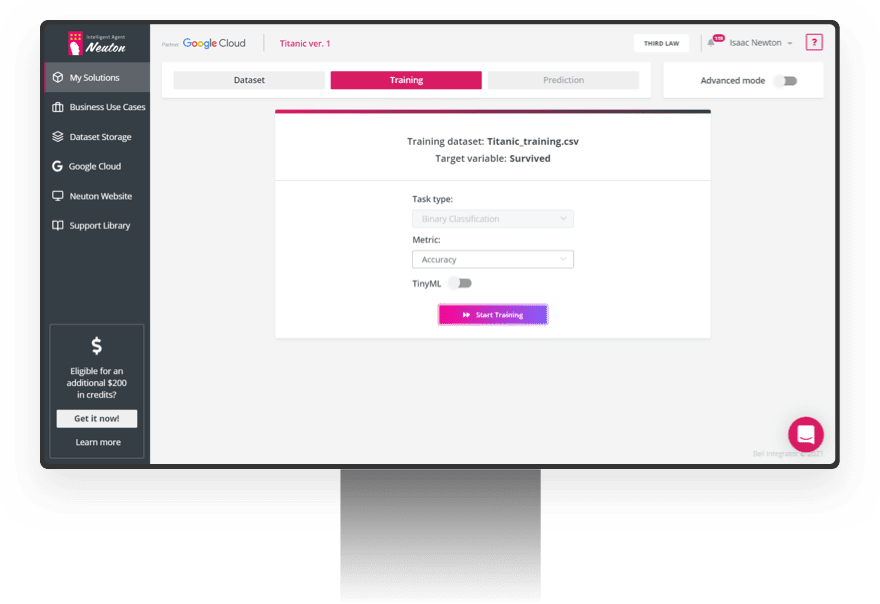 Intelligent Agent
Neuton
My Solutions
Business Use Cases
Dataset Storage
Google Cloud
Neuton Website
Support Library
$
Eligible for an
additional $200
in credits?
Get it now!
Learn more
Partner Google Cloud
Titanic ver. 1
THIRD LAW
Isaac Newton
?
Dataset
Training
Prediction
Advanced mode
Training dataset: Titanic_training.csv
Target variable: Survived
Task type:
Binary Classification
Metric:
Accuracy
TinyML
Start Training